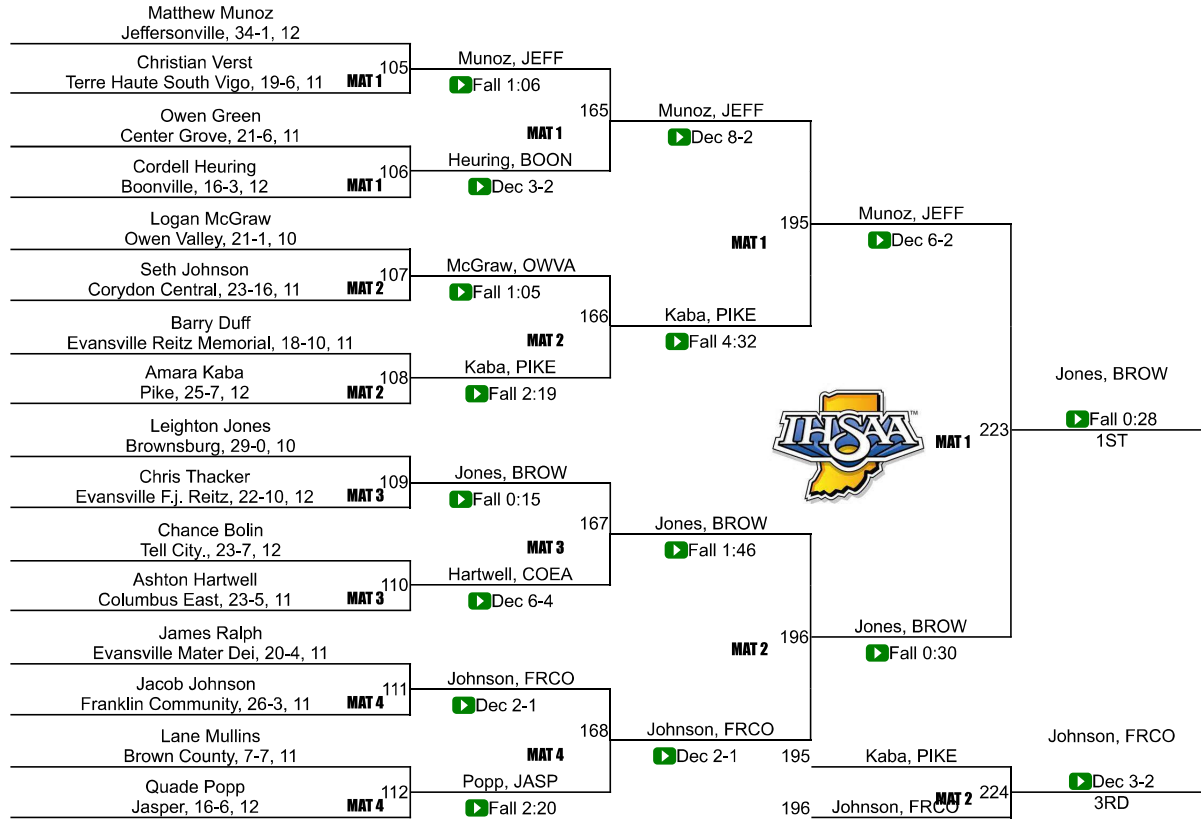 Matthew Munoz
Jeffersonville, 34-1, 12
Christian Verst
Terre Haute South Vigo, 19-6, 11
MAT 1
105
Munoz, JEFF
Fall 1:06
Owen Green
Center Grove, 21-6, 11
Cordell Heuring
Boonville, 16-3, 12
MAT 1
106
Heuring, BOON
Dec 3-2
165
MAT 1
Munoz, JEFF
Dec 8-2
Logan McGraw
Owen Valley, 21-1, 10
Seth Johnson
Corydon Central, 23-16, 11
MAT 2
107
McGraw, OWVA
Fall 1:05
Barry Duff
Evansville Reitz Memorial, 18-10, 11
Amara Kaba
Pike, 25-7, 12
MAT 2
108
Kaba, PIKE
Fall 2:19
166
MAT 2
Kaba, PIKE
Fall 4:32
195
MAT 1
Munoz, JEFF
Dec 6-2
Leighton Jones
Brownsburg, 29-0, 10
Chris Thacker
Evansville F.j. Reitz, 22-10, 12
MAT 3
109
Jones, BROW
Fall 0:15
Chance Bolin
Tell City., 23-7, 12
Ashton Hartwell
Columbus East, 23-5, 11
MAT 3
110
Hartwell, COEA
Dec 6-4
167
MAT 3
Jones, BROW
Fall 1:46
James Ralph
Evansville Mater Dei, 20-4, 11
Jacob Johnson
Franklin Community, 26-3, 11
MAT 4
111
Johnson, FRCO
Dec 2-1
Lane Mullins
Brown County, 7-7, 11
Quade Popp
Jasper, 16-6, 12
MAT 4
112
Popp, JASP
Fall 2:20
168
MAT 4
Johnson, FRCO
Dec 2-1
196
MAT 2
Jones, BROW
Fall 0:30
IHSAA™
MAT 1
223
Jones, BROW
Fall 0:28
1ST
195
Kaba, PIKE
196
Johnson, FRCO
MAT 2
224
Johnson, FRCO
Dec 3-2
3RD